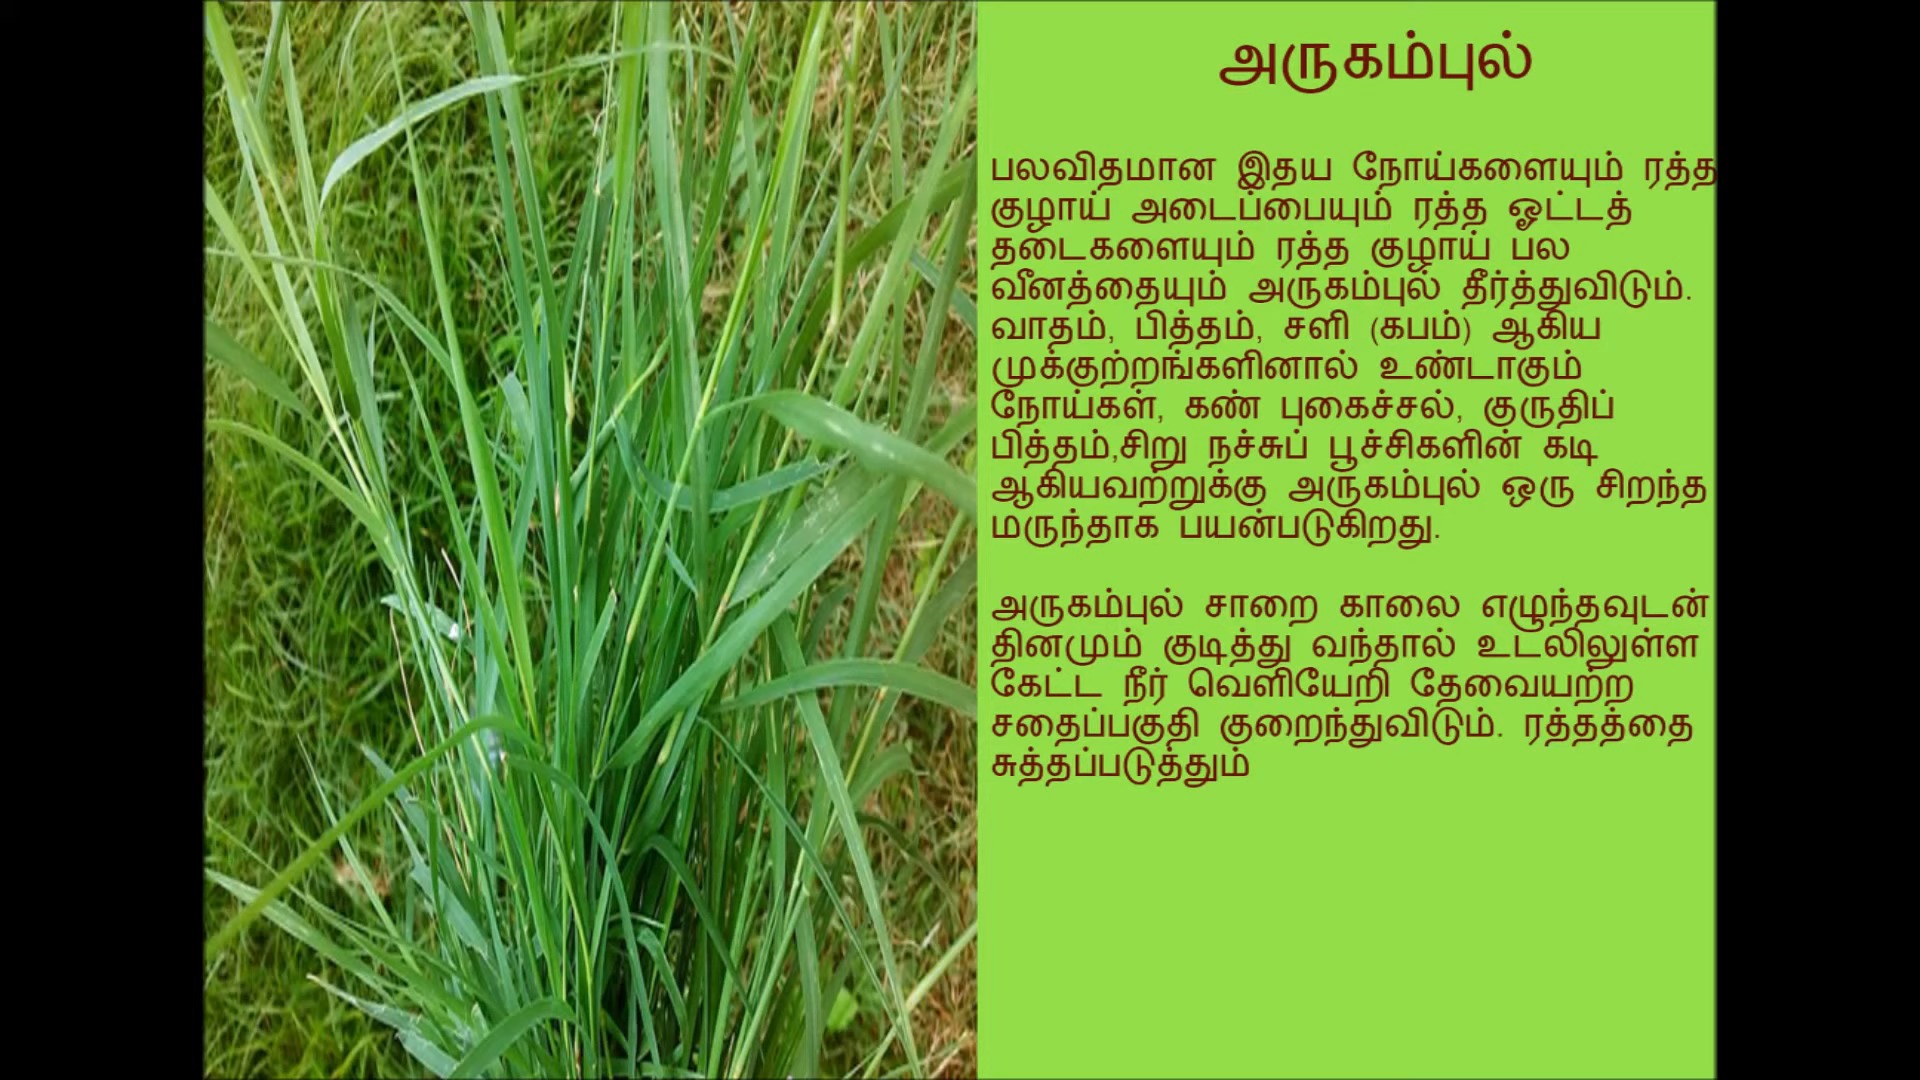 அருகம்புல்
பலவிதமான இதய நோய்களையும் ரத்த
குழாய் அடைப்பையும் ரத்த ஓட்டத்
தடைகளையும் ரத்த குழாய் பல
வீனத்தையும் அருகம்புல் தீர்த்துவிடும்.
வாதம், பித்தம், சளி (கபம்) ஆகிய
முக்குற்றங்களினால் உண்டாகும்
நோய்கள், கண் புகைச்சல், குருதிப்
பித்தம்,சிறு நச்சுப் பூச்சிகளின் கடி
ஆகியவற்றுக்கு அருகம்புல் ஒரு சிறந்த
மருந்தாக பயன்படுகிறது.
அருகம்புல் சாறை காலை எழுந்தவுடன்
தினமும் குடித்து வந்தால் உடலிலுள்ள
கேட்ட நீர் வெளியேறி தேவையற்ற
சதைப்பகுதி குறைந்துவிடும். ரத்தத்தை
சுத்தப்படுத்தும்